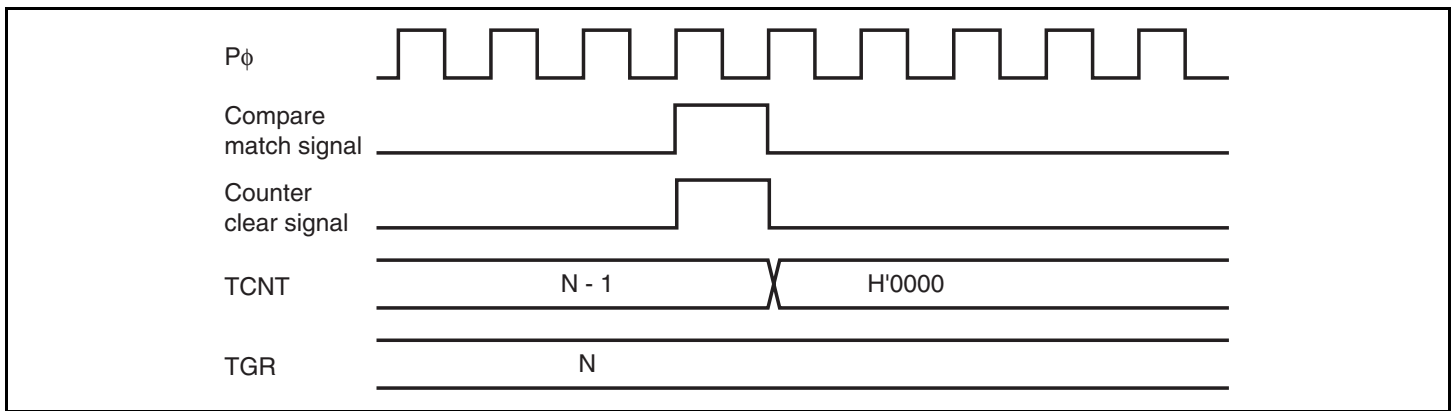 Pϕ
Compare
match signal
Counter
clear signal
TCNT
N - 1
H'0000
TGR
N